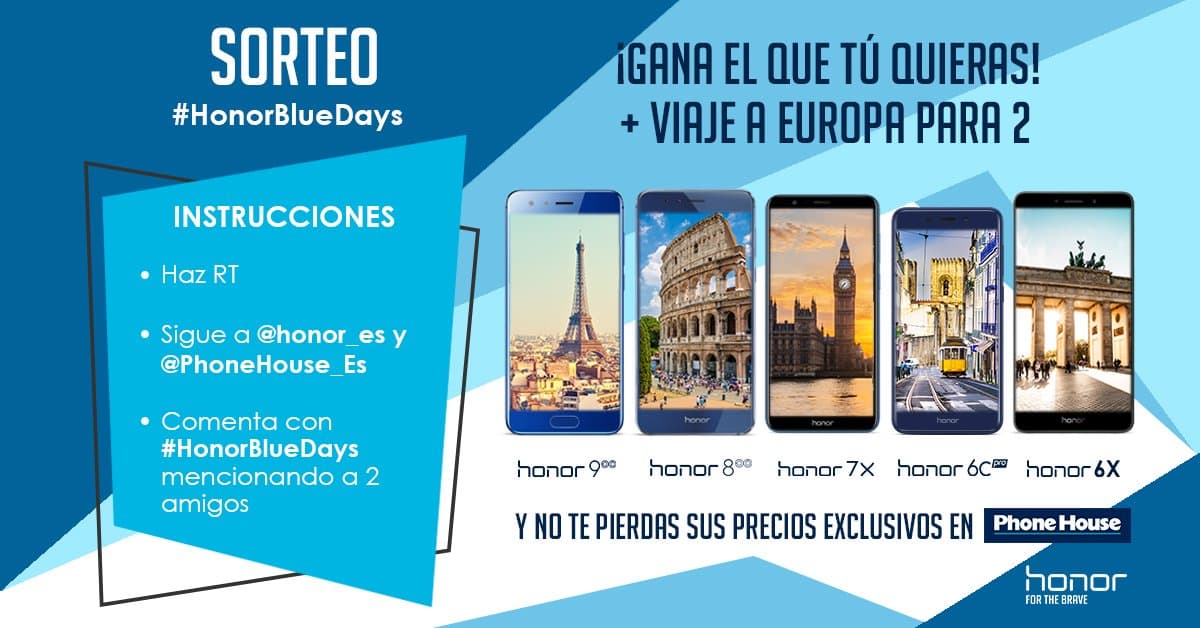 SORTEO
#HonorBlueDays
INSTRUCCIONES
• Haz RT
• Sigue a @honor_es y
@PhoneHouse_Es
• Comenta con
#HonorBlueDays
mencionando a 2
amigos
¡GANA EL QUE TÚ QUIERAS!
+ VIAJE A EUROPA PARA 2
honor
honor
honor
honor
honor 9
honor 8
honor 7X
honor 6C pro
honor 6X
Y NO TE PIERDAS SUS PRECIOS EXCLUSIVOS EN Phone House
honor
FOR THE BRAVE